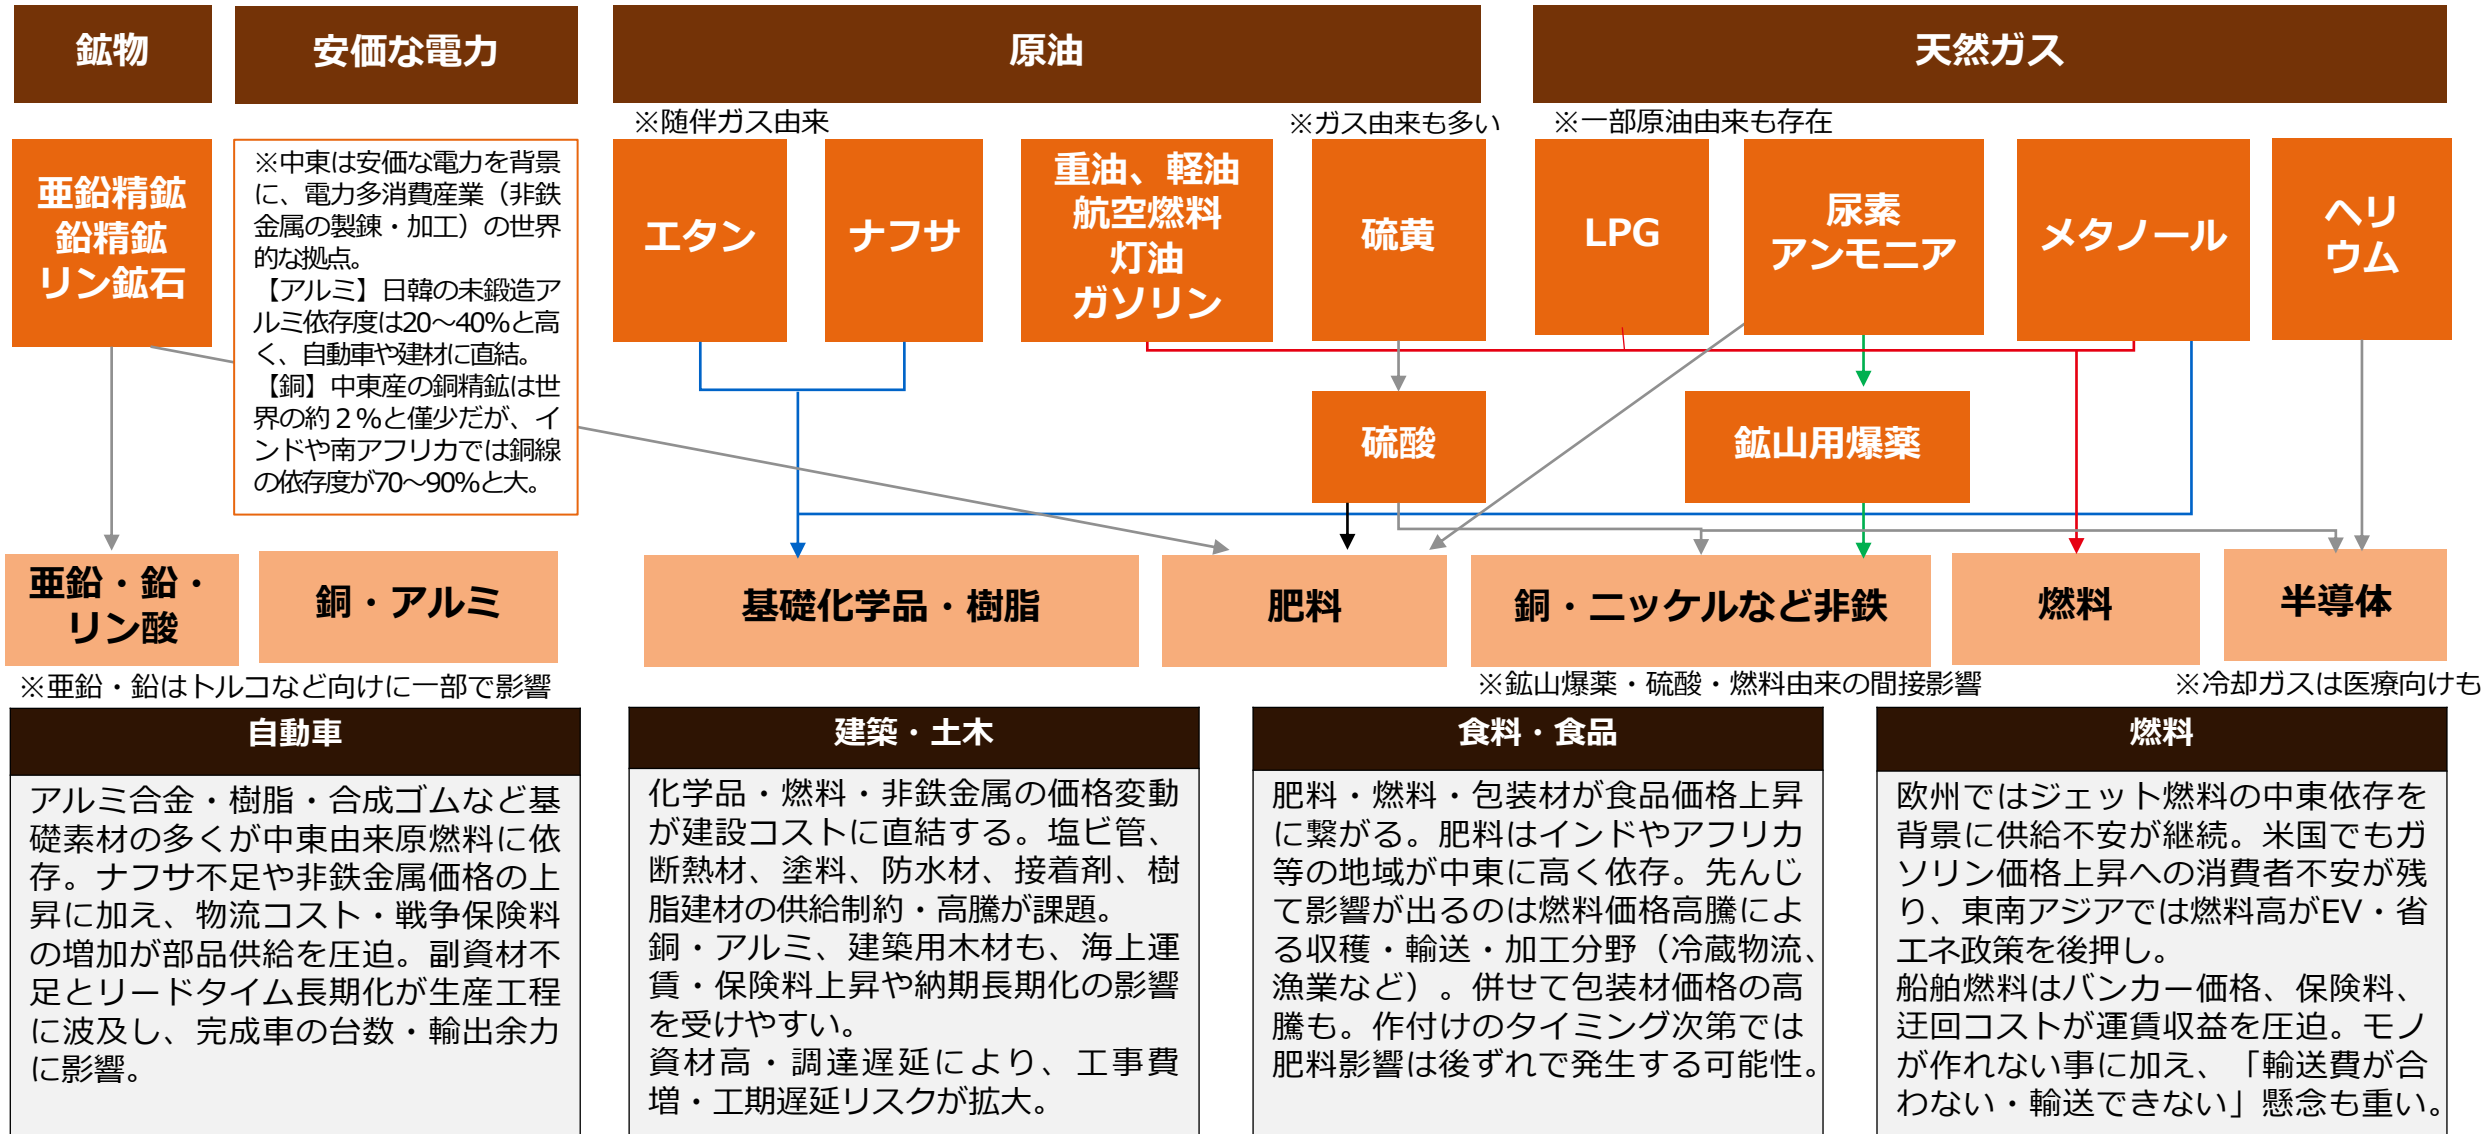 鉱物
安価な電力
原油
天然ガス
※随伴ガス由来
※ガス由来も多い
※一部原油由来も存在
亜鉛精鉱
鉛精鉱
リン鉱石
※中東は安価な電力を背景
に、電力多消費産業（非鉄
金属の製錬・加工）の世界
的な拠点。
【アルミ】日韓の未鍛造ア
ルミ依存度は20～40%と高
く、自動車や建材に直結。
【銅】中東産の銅精鉱は世
界の約２%と僅少だが、イ
ンドや南アフリカでは銅線
の依存度が70～90%と大。
エタン
ナフサ
重油、軽油
航空燃料
灯油
ガソリン
硫黄
LPG
尿素
アンモニア
メタノール
ヘリ
ウム
硫酸
鉱山用爆薬
亜鉛・鉛・
リン酸
銅・アルミ
基礎化学品・樹脂
肥料
銅・ニッケルなど非鉄
燃料
半導体
※亜鉛・鉛はトルコなど向けに一部で影響
※鉱山爆薬・硫酸・燃料由来の間接影響
※冷却ガスは医療向けも
自動車
アルミ合金・樹脂・合成ゴムなど基
礎素材の多くが中東由来原燃料に依
存。ナフサ不足や非鉄金属価格の上
昇に加え、物流コスト・戦争保険料
の増加が部品供給を圧迫。副資材不
足とリードタイム長期化が生産工程
に波及し、完成車の台数・輸出余力
に影響。
建築・土木
化学品・燃料・非鉄金属の価格変動
が建設コストに直結する。塩ビ管、
断熱材、塗料、防水材、接着剤、樹
脂建材の供給制約・高騰が課題。
銅・アルミ、建築用木材も、海上運
賃・保険料上昇や納期長期化の影響
を受けやすい。
資材高・調達遅延により、工事費
増・工期遅延リスクが拡大。
食料・食品
肥料・燃料・包装材が食品価格上昇
に繋がる。肥料はインドやアフリカ
等の地域が中東に高く依存。先んじ
て影響が出るのは燃料価格高騰によ
る収穫・輸送・加工分野（冷蔵物流、
漁業など）。併せて包装材価格の高
騰も。作付けのタイミング次第では
肥料影響は後ずれで発生する可能性。
燃料
欧州ではジェット燃料の中東依存を
背景に供給不安が継続。米国でもガ
ソリン価格上昇への消費者不安が残
り、東南アジアでは燃料高がEV・省
エネ政策を後押し。
船舶燃料はバンカー価格、保険料、
迂回コストが運賃収益を圧迫。モノ
が作れない事に加え、「輸送費が合
わない・輸送できない」懸念も重い。